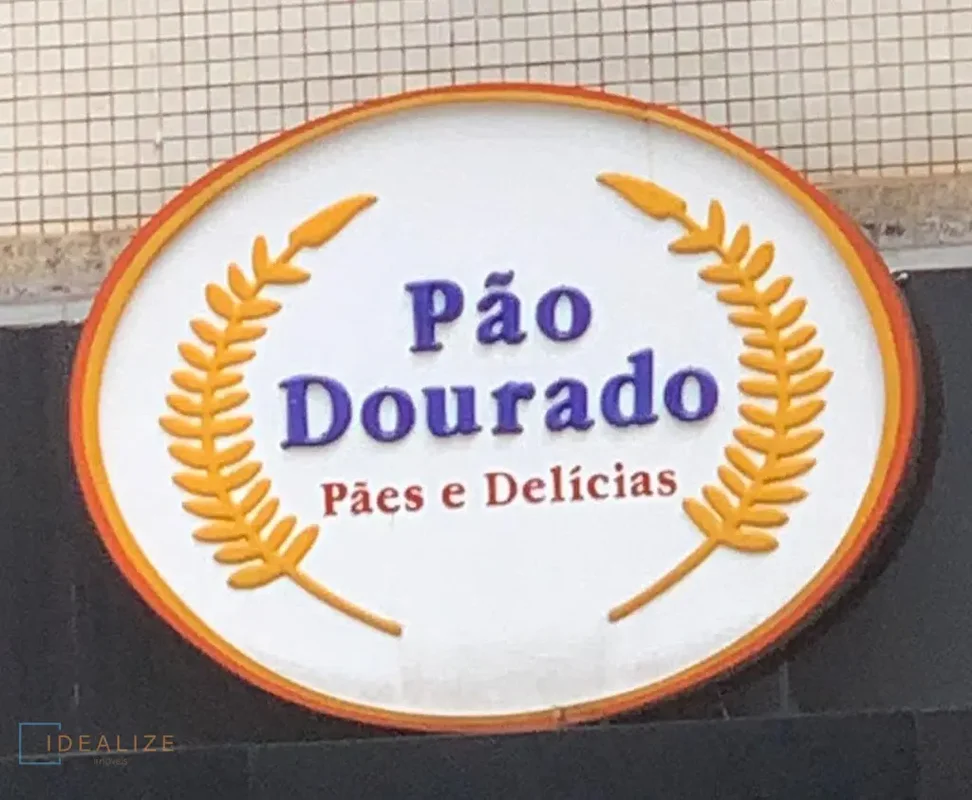 Pão
Dourado
Pães e Delícias
IDEALIZE